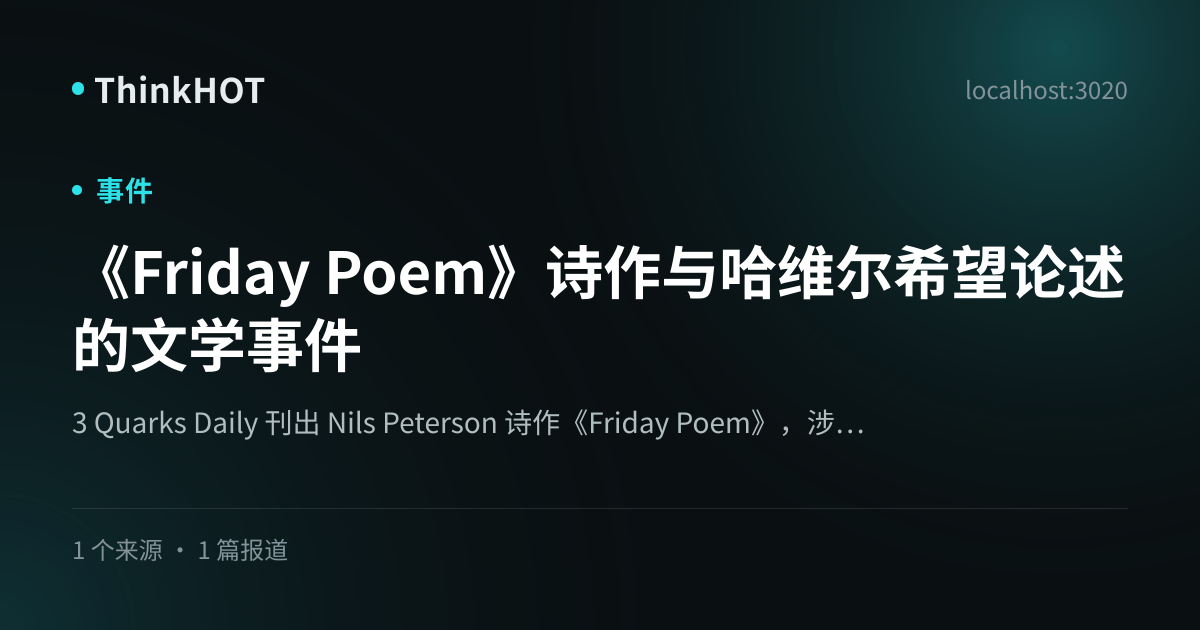 ThinkHOT
localhost:3020
事件
《Friday Poem》诗作与哈维尔希望论述
的文学事件
3 Quarks Daily 刊出 Nils Peterson 诗作《Friday Poem》，涉…
1 个来源 · 1 篇报道